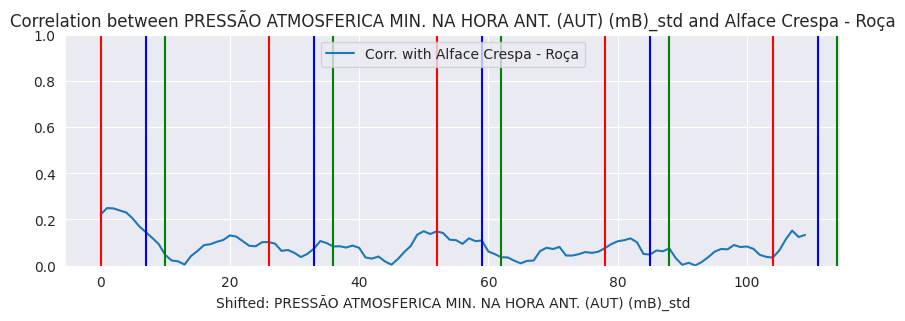 Correlation between PRESSÃO ATMOSFERICA MIN. NA HORA ANT. (AUT) (mB)_std and Alface Crespa - Roça
1.0
Corr. with Alface Crespa - Roça
0.8
0.6
0.4
0.2
0.0
0 20 40 60 80 100
Shifted: PRESSÃO ATMOSFERICA MIN. NA HORA ANT. (AUT) (mB)_std